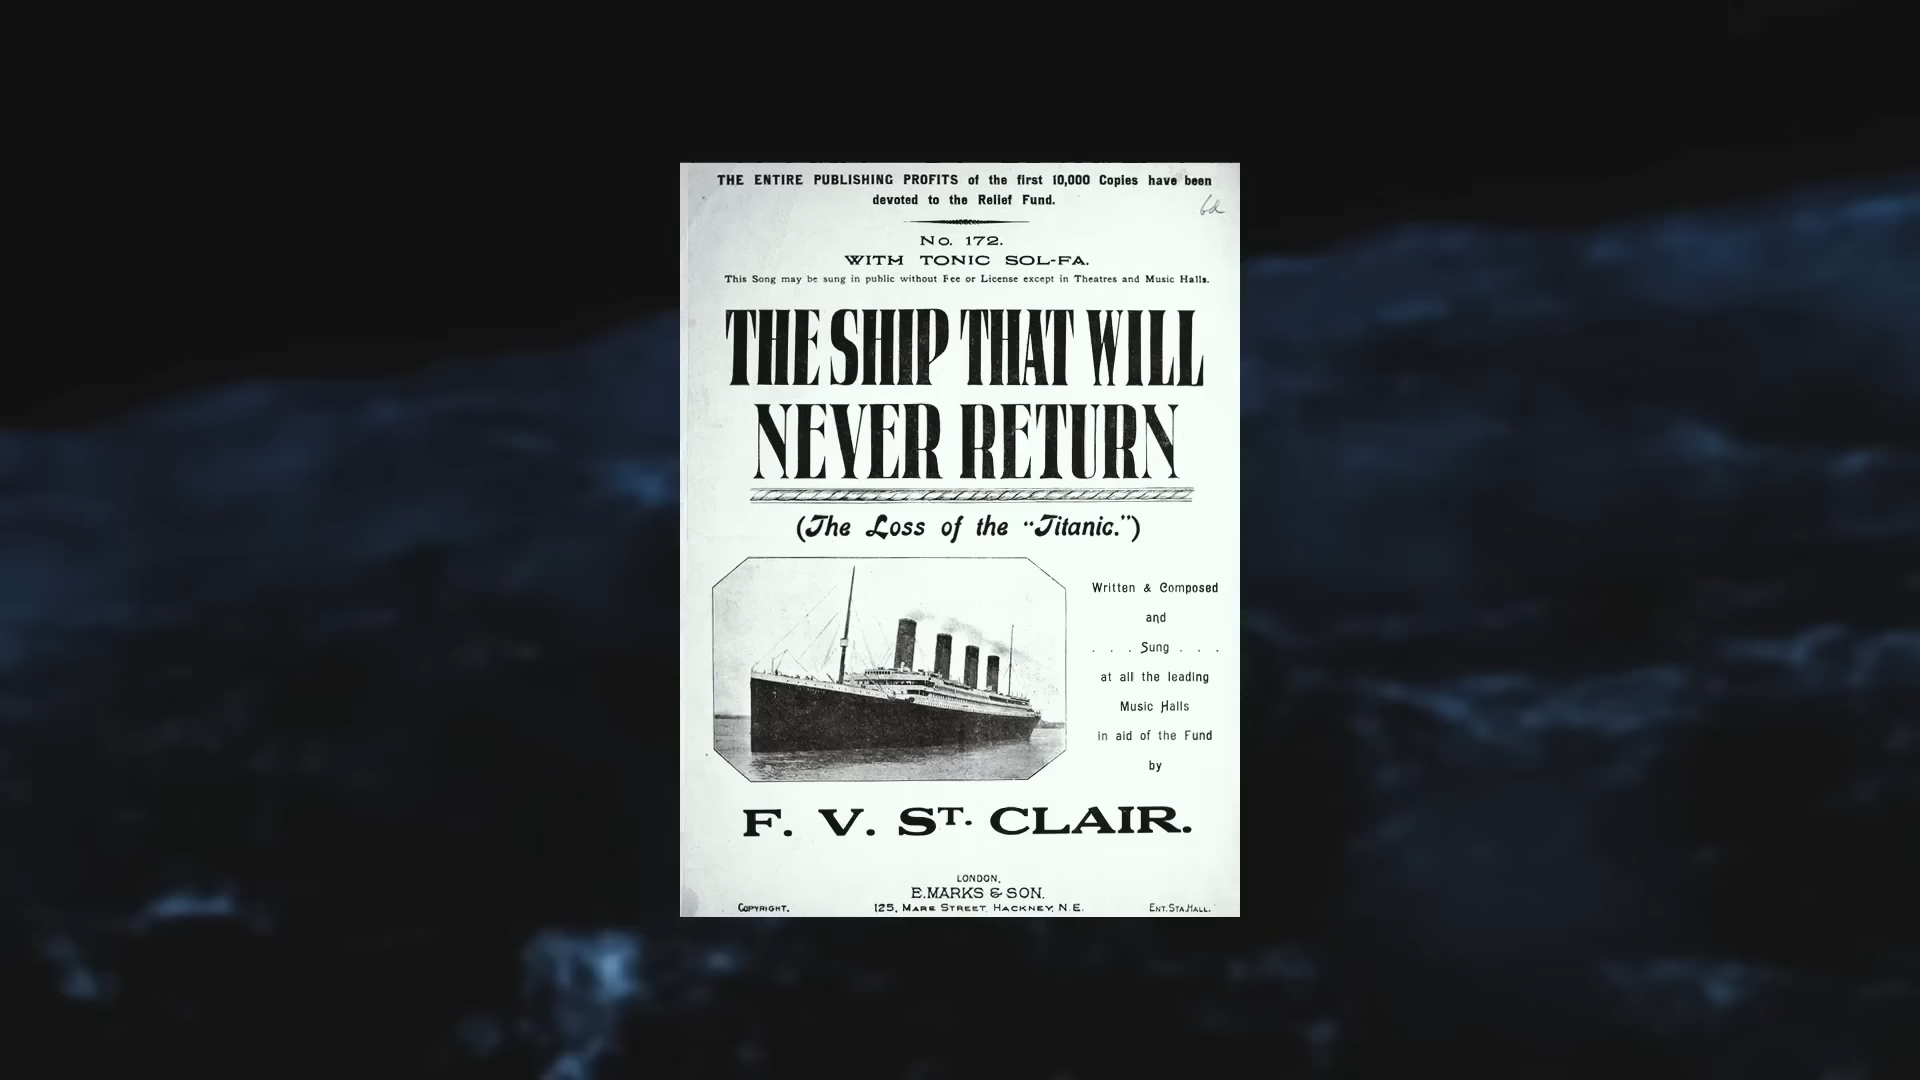 THE ENTIRE PUBLISHING PROFITS of the first 10,000 Copies have been
devoted to the Relief Fund.
6d
No. 172.
WITH TONIC SOL-FA.
This Song may be sung in public without Fee or License except in Theatres and Music Halls.
THE SHIP THAT WILL
NEVER RETURN
(The Loss of the "Titanic.")
Written & Composed
and
. . . Sung . . .
at all the leading
Music Halls
in aid of the Fund
by
F. V. ST. CLAIR.
LONDON,
E. MARKS & SON,
COPYRIGHT. 125, MARE STREET, HACKNEY, N.E. ENT. STA. HALL.